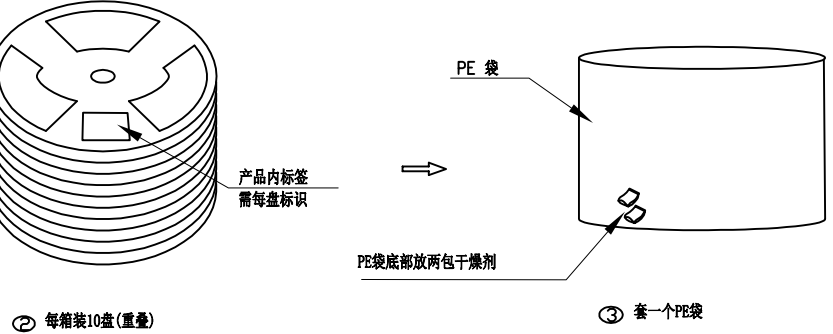 PE 袋
产品内标签
需每盘标识
PE袋底部放两包干燥剂
② 每箱装10盘(重叠)
③ 套一个PE袋